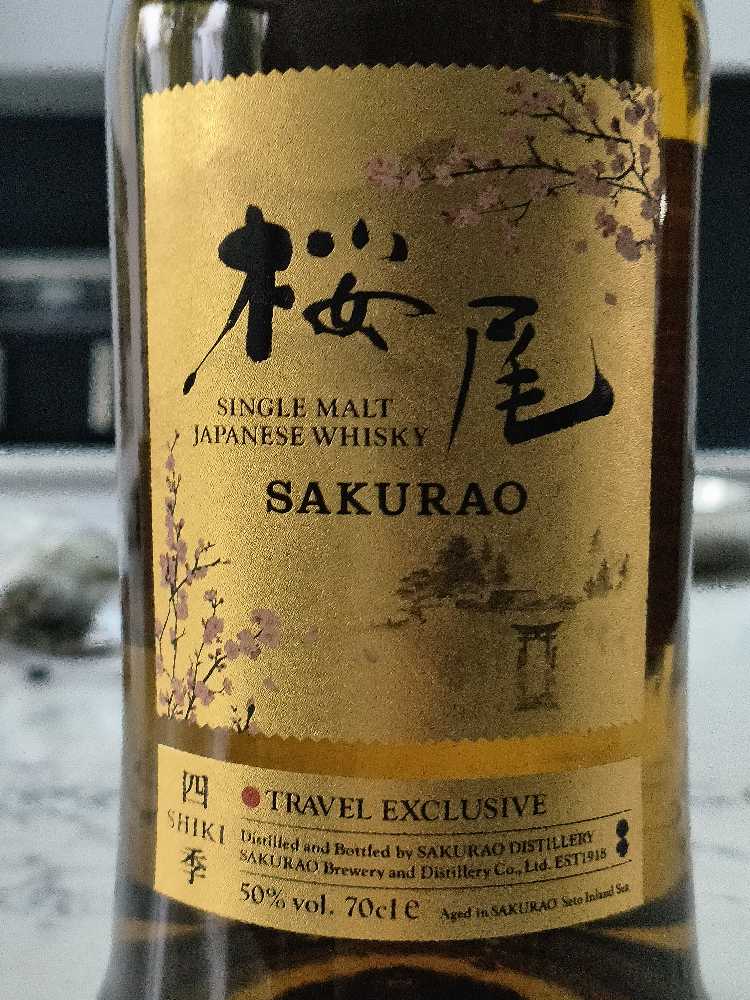 桜尾
SINGLE MALT
JAPANESE WHISKY
SAKURAO
四季
SHIKI
TRAVEL EXCLUSIVE
Distilled and Bottled by SAKURAO DISTILLERY
SAKURAO Brewery and Distillery Co., Ltd. EST1918
50% vol. 70cl e
Aged in SAKURAO Seto Inland Sea